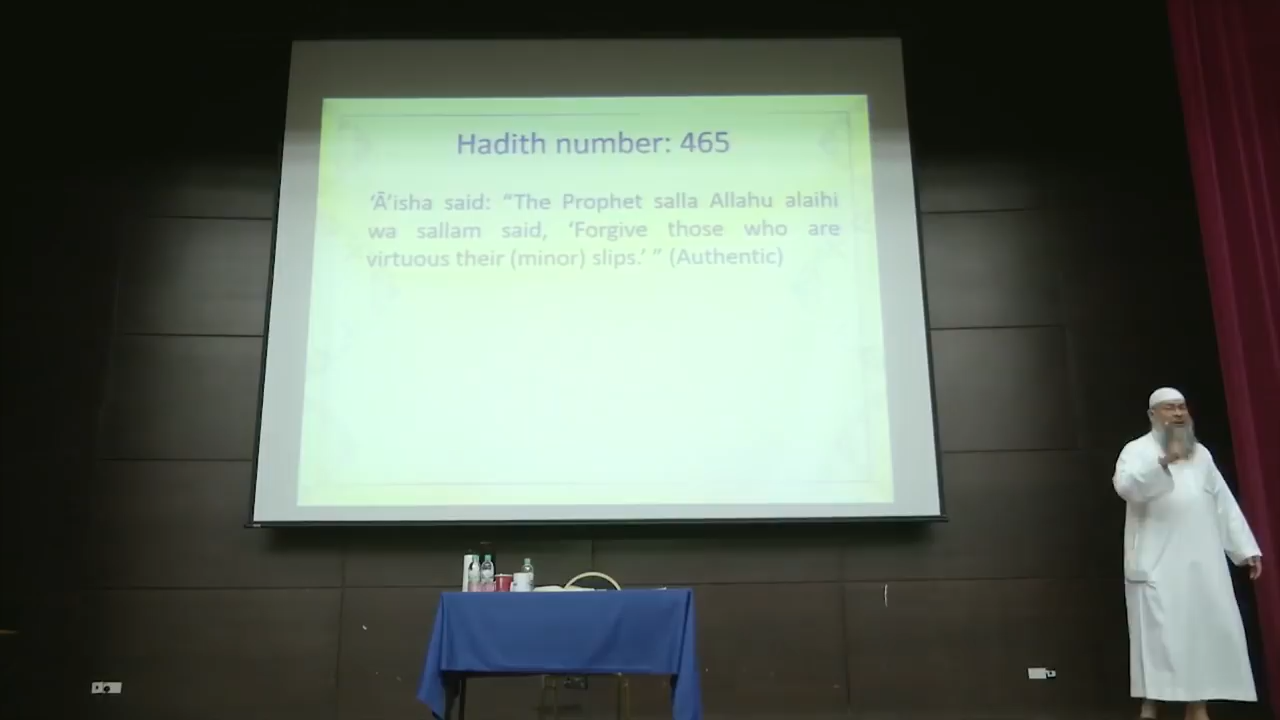 Hadith number: 465
‘Ā’isha said: “The Prophet salla Allahu alaihi
wa sallam said, ‘Forgive those who are
virtuous their (minor) slips.’ ” (Authentic)